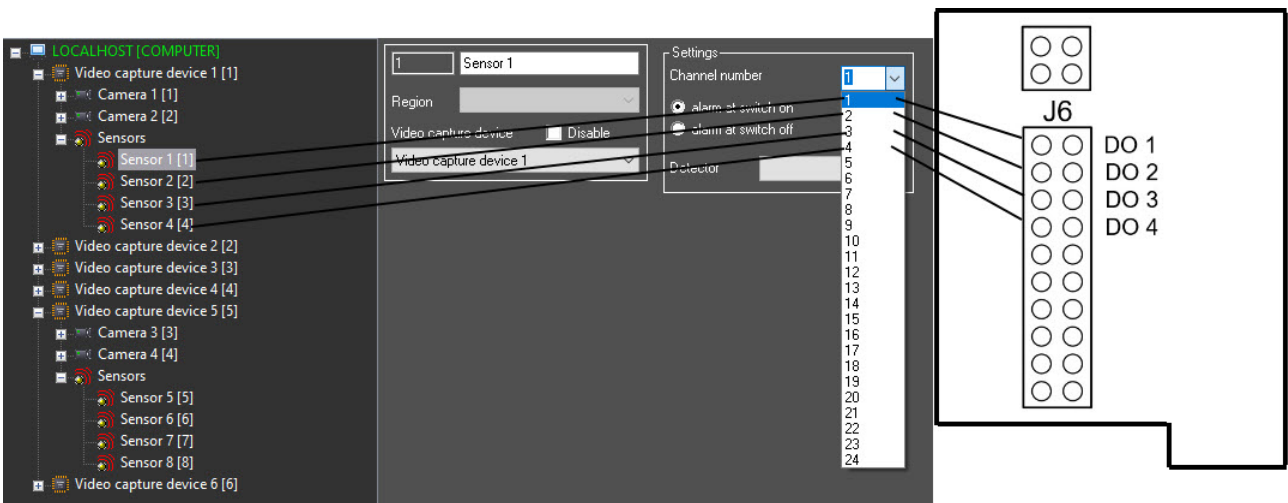 LOCALHOST [COMPUTER]
Video capture device 1 [1]
Camera 1 [1]
Camera 2 [2]
Sensors
Sensor 1 [1]
Sensor 2 [2]
Sensor 3 [3]
Sensor 4 [4]
Video capture device 2 [2]
Video capture device 3 [3]
Video capture device 4 [4]
Video capture device 5 [5]
Camera 3 [3]
Camera 4 [4]
Sensors
Sensor 5 [5]
Sensor 6 [6]
Sensor 7 [7]
Sensor 8 [8]
Video capture device 6 [6]
1 Sensor 1
Region
Video capture device Disable
Video capture device 1
Settings
Channel number 1
alarm at switch on
alarm at switch off
Detector
1
2
3
4
5
6
7
8
9
10
11
12
13
14
15
16
17
18
19
20
21
22
23
24
J6
DO 1
DO 2
DO 3
DO 4